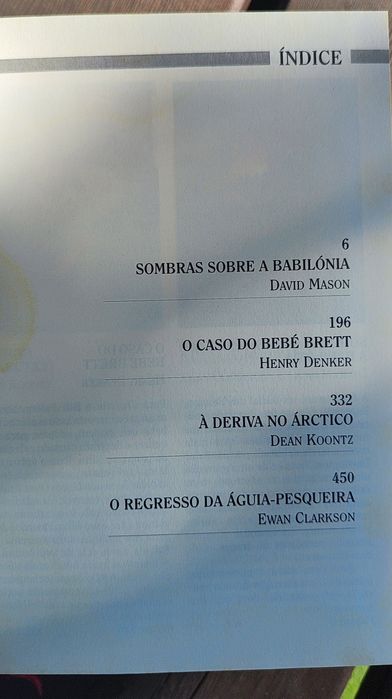 ÍNDICE
6
SOMBRAS SOBRE A BABILÓNIA
DAVID MASON
196
O CASO DO BEBÉ BRETT
HENRY DENKER
332
À DERIVA NO ÁRCTICO
DEAN KOONTZ
450
O REGRESSO DA ÁGUIA-PESQUEIRA
EWAN CLARKSON